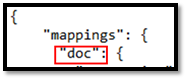 {
"mappings": {
"doc": {